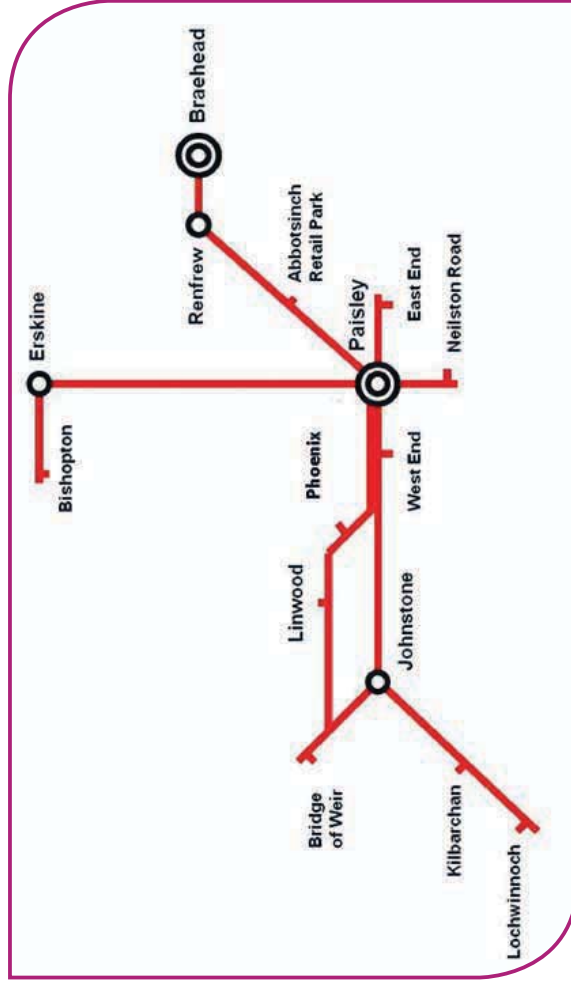 Erskine
Bishopton
Braehead
Renfrew
Abbotsinch
Retail Park
Paisley
East End
Neilston Road
Phoenix
West End
Linwood
Johnstone
Bridge
of Weir
Kilbarchan
Lochwinnoch